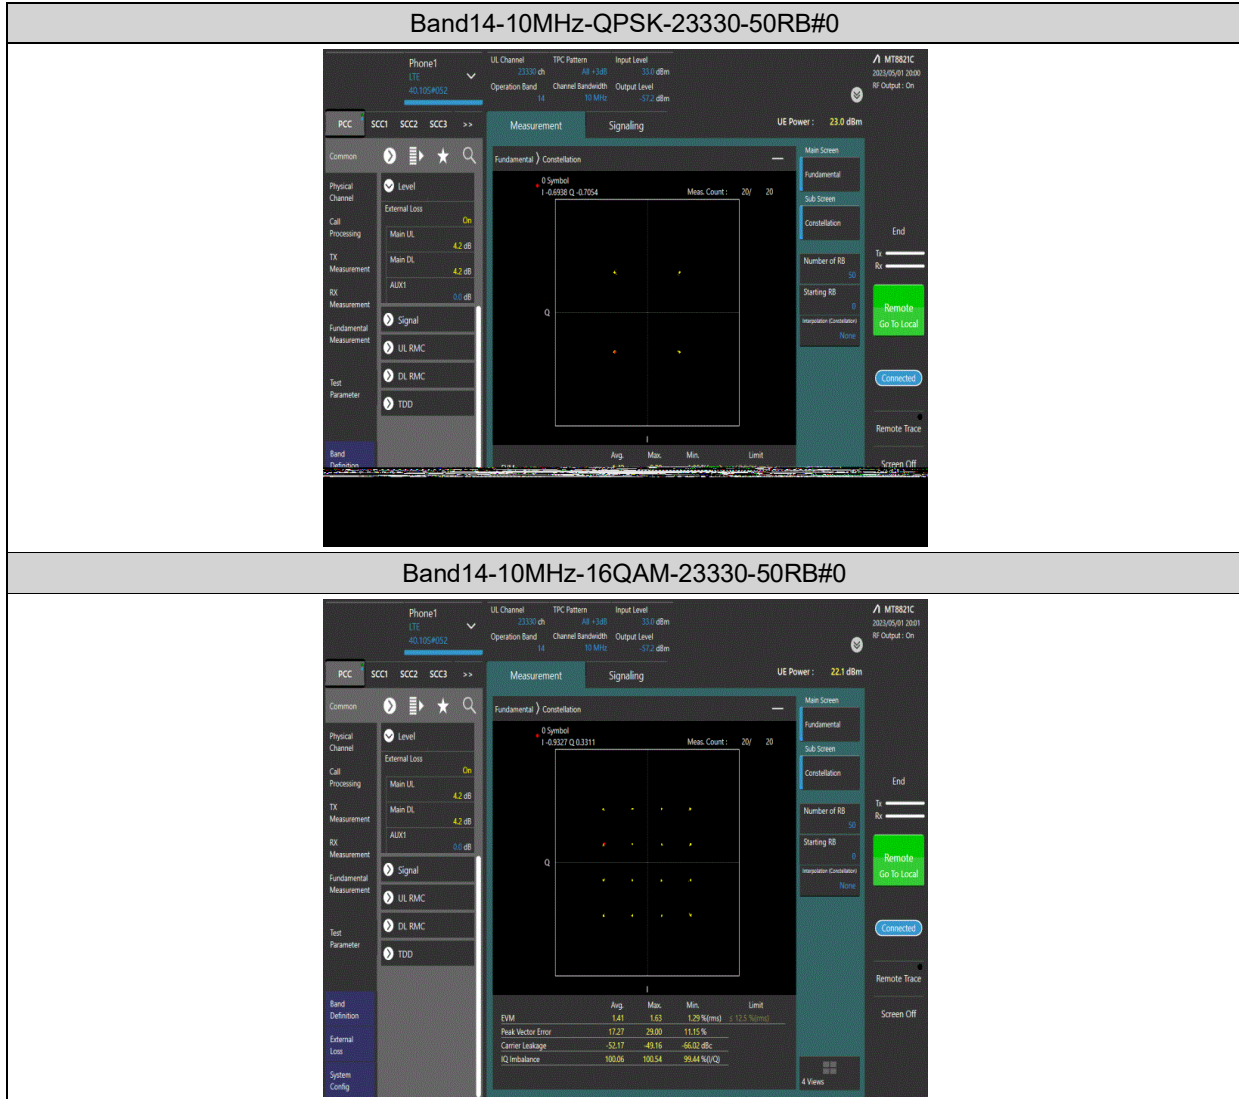 Band14-10MHz-QPSK-23330-50RB#0
Phone1
LTE
40.105#052
UL Channel TPC Pattern Input Level
23330 ch All +3dB 33.0 dBm
Operation Band Channel Bandwidth Output Level
14 10 MHz -57.2 dBm
MT8821C
2023/05/01 20:00
RF Output : On
PCC SCC1 SCC2 SCC3 >>
Measurement Signaling
UE Power : 23.0 dBm
Common
Physical Channel
Call Processing
TX Measurement
RX Measurement
Fundamental Measurement
Test Parameter
Band Definition
Level
External Loss
On
Main UL
4.2 dB
Main DL
4.2 dB
AUX1
0.0 dB
Signal
UL RMC
DL RMC
TDD
Fundamental Constellation
0 Symbol
I -0.6938 Q -0.7054
Meas. Count : 20/ 20
Q
I
Avg. Max. Min. Limit
Main Screen
Fundamental
Sub Screen
Constellation
Number of RB
50
Starting RB
0
Interpolation (Constellation)
None
End
Tx
Rx
Remote
Go To Local
Connected
Remote Trace
Screen Off
Band14-10MHz-16QAM-23330-50RB#0
Phone1
LTE
40.105#052
UL Channel TPC Pattern Input Level
23330 ch All +3dB 33.0 dBm
Operation Band Channel Bandwidth Output Level
14 10 MHz -57.2 dBm
MT8821C
2023/05/01 20:01
RF Output : On
PCC SCC1 SCC2 SCC3 >>
Measurement Signaling
UE Power : 22.1 dBm
Common
Physical Channel
Call Processing
TX Measurement
RX Measurement
Fundamental Measurement
Test Parameter
Band Definition
External Loss
System Config
Level
External Loss
On
Main UL
4.2 dB
Main DL
4.2 dB
AUX1
0.0 dB
Signal
UL RMC
DL RMC
TDD
Fundamental Constellation
0 Symbol
I -0.9327 Q 0.3311
Meas. Count : 20/ 20
Q
I
Avg. Max. Min. Limit
EVM 1.41 1.63 1.29 %(rms) ≤ 12.5 %(rms)
Peak Vector Error 17.27 29.00 11.15 %
Carrier Leakage -52.17 -49.16 -66.02 dBc
IQ Imbalance 100.06 100.54 99.44 %(I/Q)
Main Screen
Fundamental
Sub Screen
Constellation
Number of RB
50
Starting RB
0
Interpolation (Constellation)
None
4 Views
End
Tx
Rx
Remote
Go To Local
Connected
Remote Trace
Screen Off